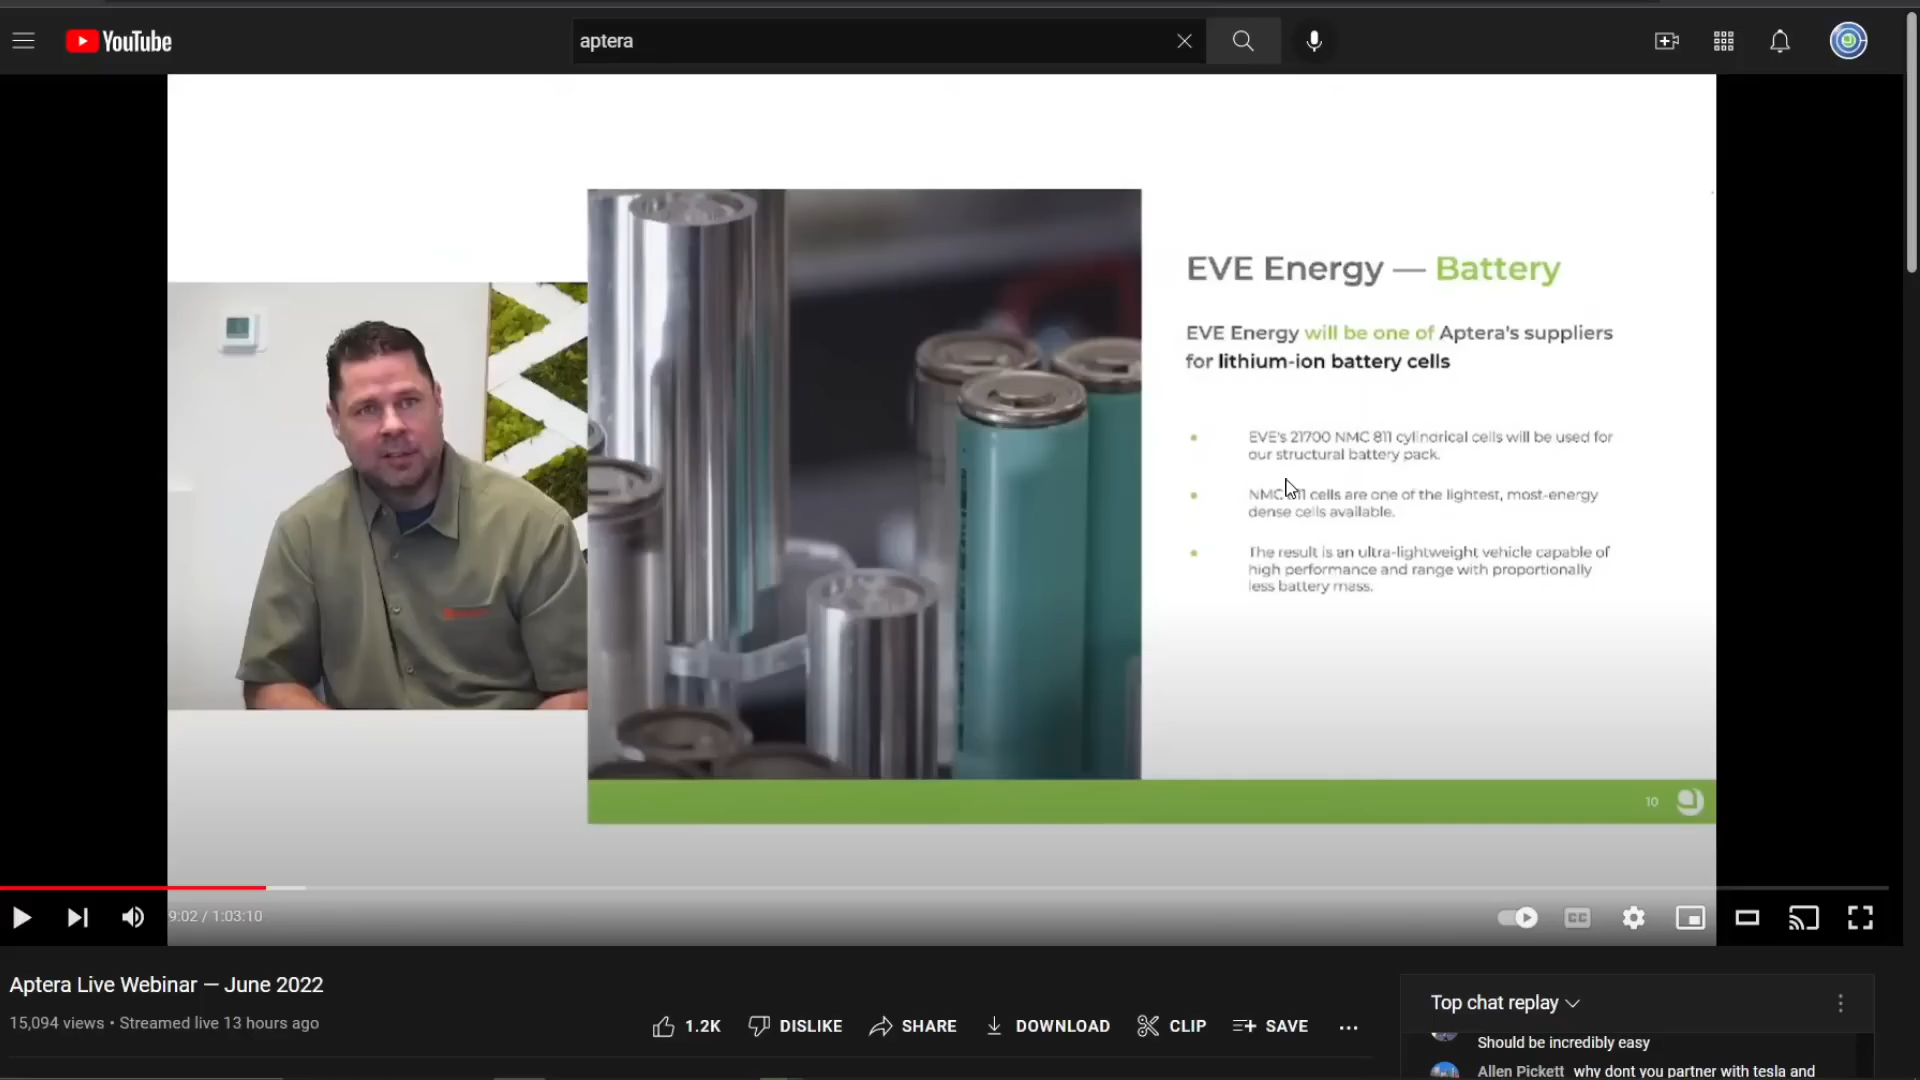 YouTube
aptera
EVE Energy — Battery
EVE Energy will be one of Aptera's suppliers
for lithium-ion battery cells
EVE's 21700 NMC 811 cylinorical cells will be used for
our structural battery pack.
NMC 811 cells are one of the lightest, most-energy
dense cells available.
The result is an ultra-lightweight vehicle capable of
high performance and range with proportionally
less battery mass.
10
9:02 / 1:03:10
CC
Aptera Live Webinar — June 2022
15,094 views • Streamed live 13 hours ago
1.2K
DISLIKE
SHARE
DOWNLOAD
CLIP
SAVE
Top chat replay
Should be incredibly easy
Allen Pickett why dont you partner with tesla and